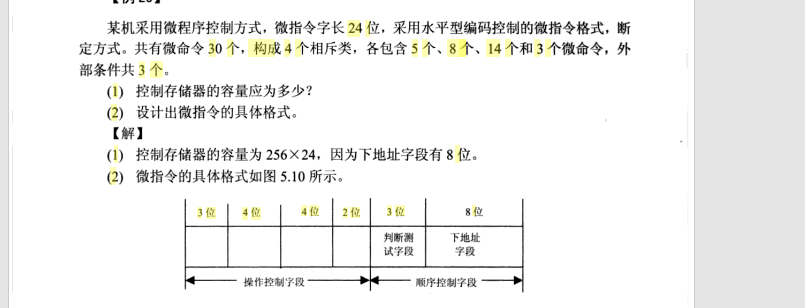 某机采用微程序控制方式，微指令字长 24 位，采用水平型编码控制的微指令格式，断
定方式。共有微命令 30 个，构成 4 个相斥类，各包含 5 个、8 个、14 个和 3 个微命令，外
部条件共 3 个。
(1) 控制存储器的容量应为多少？
(2) 设计出微指令的具体格式。
【解】
(1) 控制存储器的容量为 256×24，因为下地址字段有 8 位。
(2) 微指令的具体格式如图 5.10 所示。
3 位 4 位 4 位 2 位 3 位 8 位
判断测 下地址
试字段 字段
操作控制字段 顺序控制字段